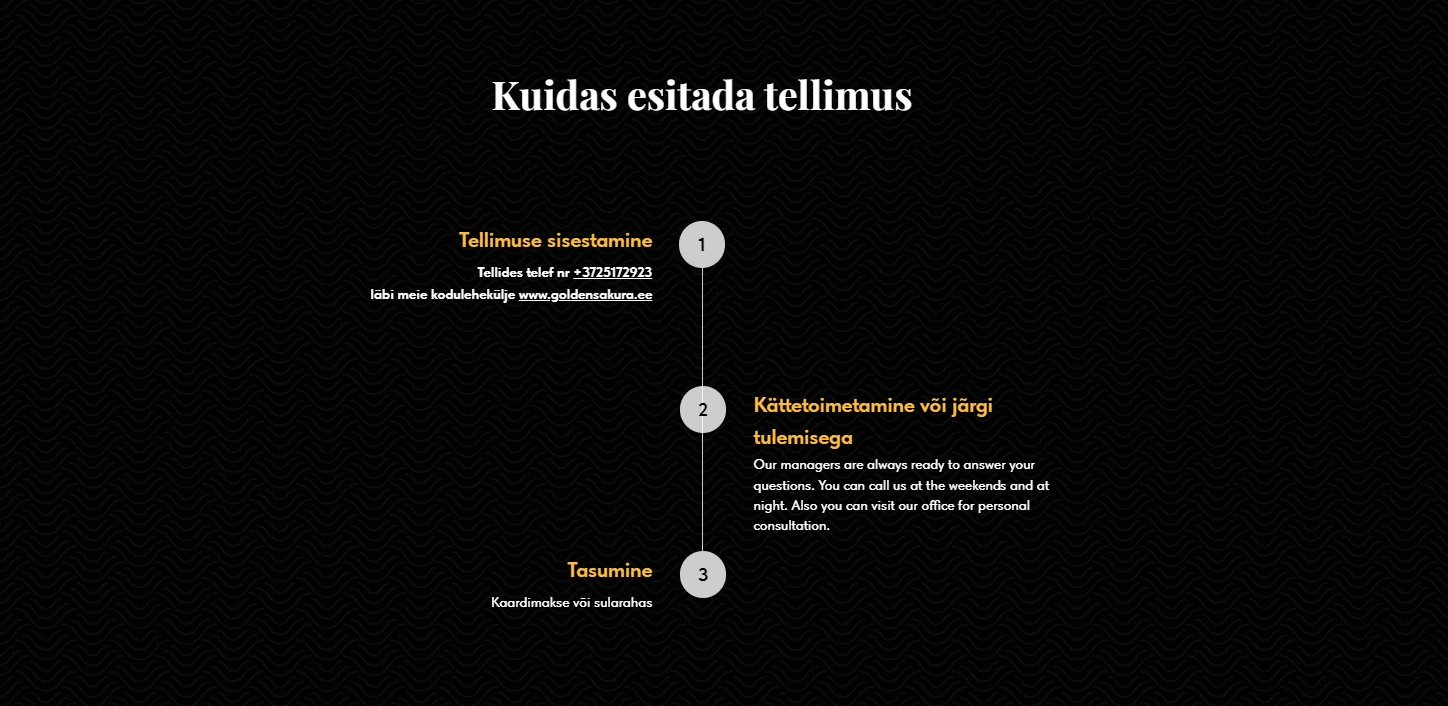 Kuidas esitada tellimus
Tellimuse sisestamine
1
Tellides telef nr +3725172923
läbi meie kodulehekülje www.goldensakura.ee
2
Kättetoimetamine või järgi
tulemisega
Our managers are always ready to answer your
questions. You can call us at the weekends and at
night. Also you can visit our office for personal
consultation.
Tasumine
3
Kaardimakse või sularahas